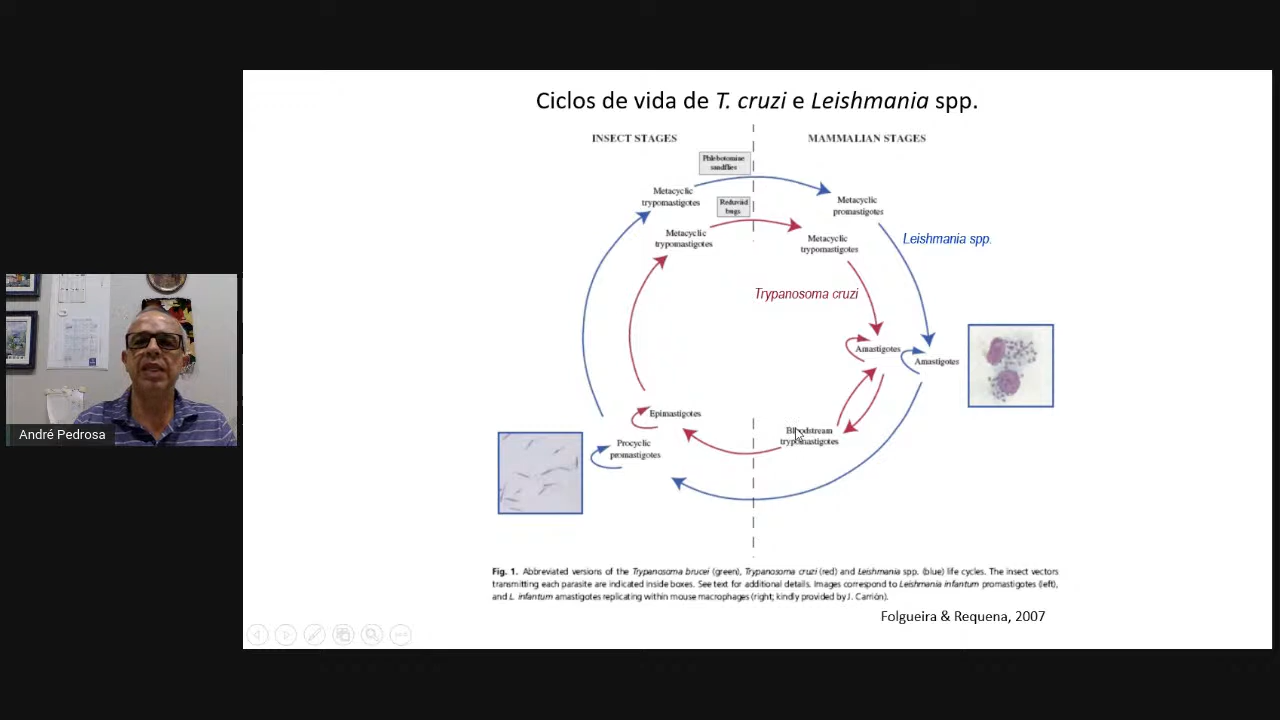 Ciclos de vida de T. cruzi e Leishmania spp.
INSECT STAGES
MAMMALIAN STAGES
Phlebotomine
sandflies
Metacyclic
trypomastigotes
Reduviid
bugs
Metacyclic
promastigotes
Metacyclic
trypomastigotes
Metacyclic
trypomastigotes
Leishmania spp.
Trypanosoma cruzi
Amastigotes
Amastigotes
Epimastigotes
Bloodstream
trypomastigotes
Procyclic
promastigotes
André Pedrosa
Fig. 1. Abbreviated versions of the Trypanosoma brucei (green), Trypanosoma cruzi (red) and Leishmania spp. (blue) life cycles. The insect vectors
transmitting each parasite are indicated inside boxes. See text for additional details. Images correspond to Leishmania infantum promastigotes (left),
and L. infantum amastigotes replicating within mouse macrophages (right; kindly provided by J. Carrión).
Folgueira & Requena, 2007